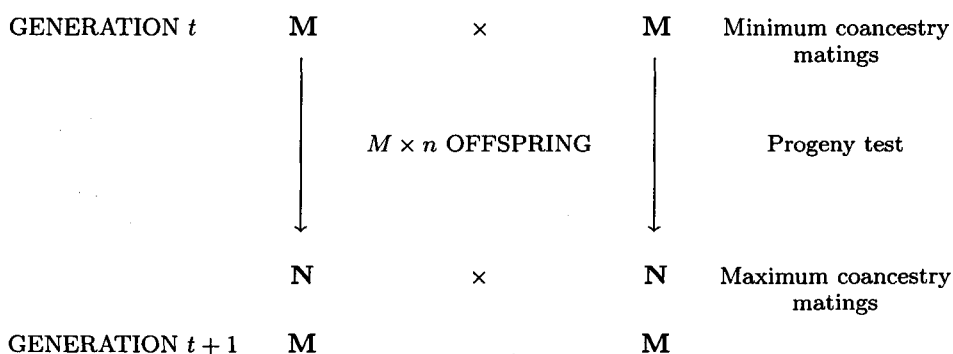 GENERATION t M × M Minimum coancestry
matings
M × n OFFSPRING Progeny test
N × N Maximum coancestry
matings
GENERATION t + 1 M M